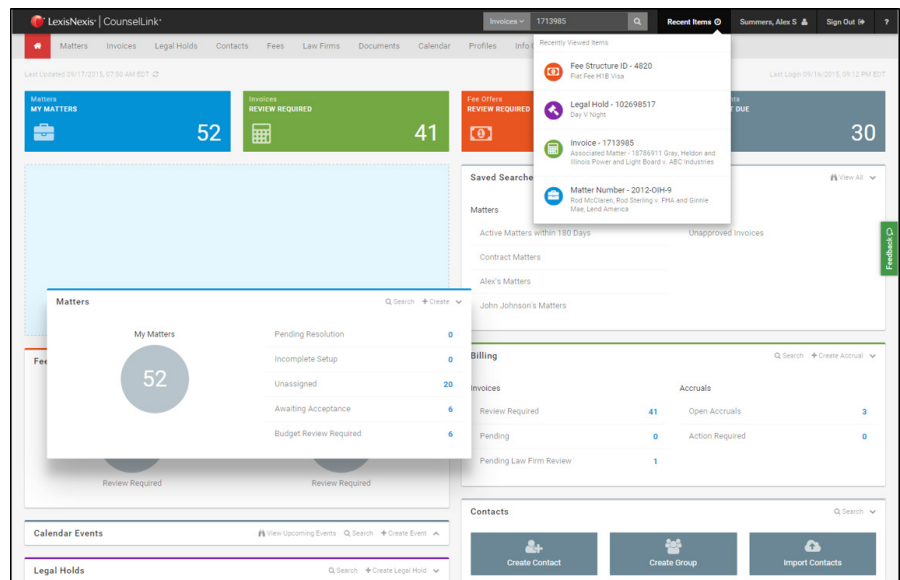 LexisNexis® | CounselLink®
Invoices
1713985
Recent Items
Summers, Alex S
Sign Out
?
Matters
Invoices
Legal Holds
Contacts
Fees
Law Firms
Documents
Calendar
Profiles
Info
Last Updated 09/17/2015, 07:50 AM EDT
Last Login 09/16/2015, 09:12 PM EDT
Recently Viewed Items
Fee Structure ID - 4820
Flat Fee H1B Visa
Legal Hold - 102698517
Day V Night
Invoice - 1713985
Associated Matter - 18786911 Gray, Heldon and
Illinois Power and Light Board v. ABC Industries
Matter Number - 2012-OIH-9
Rod McClaren, Rod Sterling v. FHA and Ginnie
Mae, Lend America
Matters
MY MATTERS
52
Invoices
REVIEW REQUIRED
41
Fee Offers
REVIEW REQUIRED
DUE
30
Saved Searche
View All
Matters
Active Matters within 180 Days
Unapproved Invoices
Contract Matters
Alex's Matters
John Johnson's Matters
Feedback
Matters
Search
Create
My Matters
52
Pending Resolution 0
Incomplete Setup 0
Unassigned 20
Awaiting Acceptance 6
Budget Review Required 6
Fee
Review Required
Review Required
Billing
Search
Create Accrual
Invoices
Accruals
Review Required 41
Open Accruals 3
Pending 0
Action Required 0
Pending Law Firm Review 1
Calendar Events
View Upcoming Events
Search
Create Event
Legal Holds
Search
Create Legal Hold
Contacts
Search
Create Contact
Create Group
Import Contacts